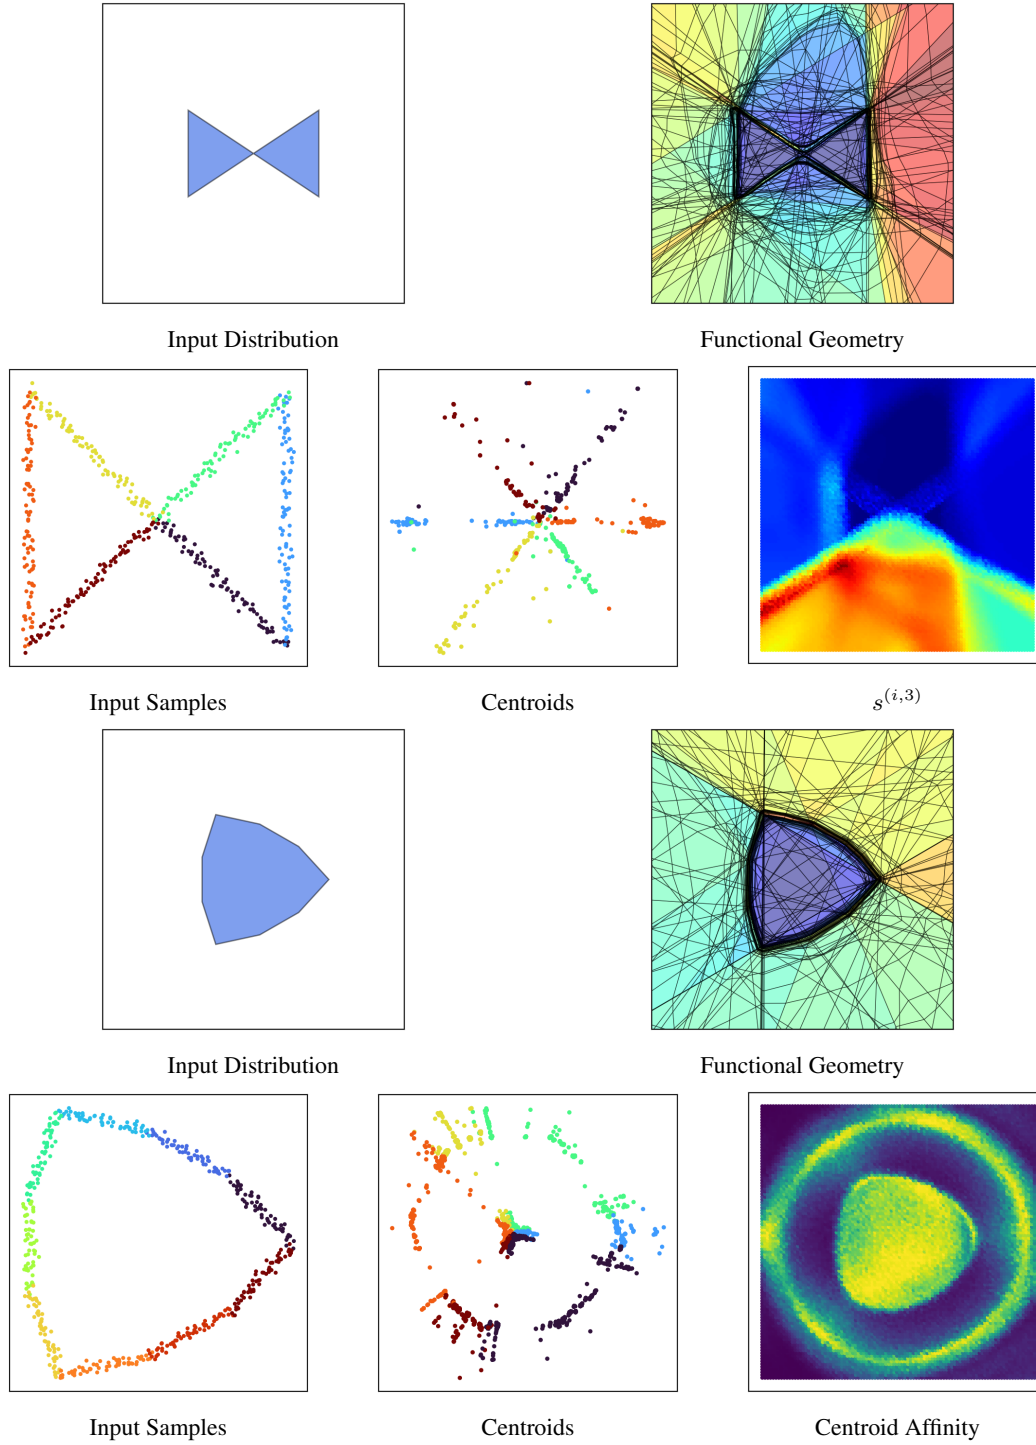 Input Distribution
Functional Geometry
Input Samples
Centroids
s^{(i,3)}
Input Distribution
Functional Geometry
Input Samples
Centroids
Centroid Affinity